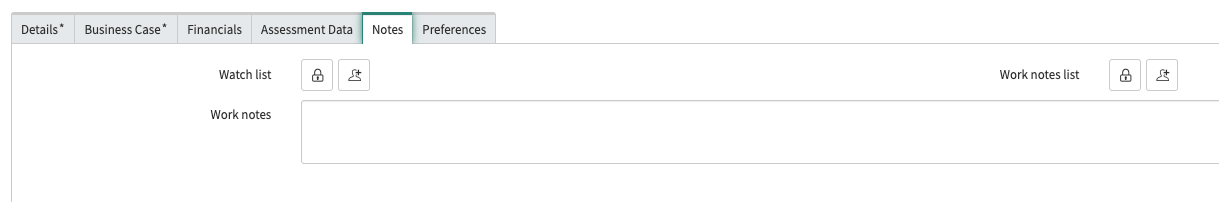 Details* Business Case* Financials Assessment Data Notes Preferences
Watch list Work notes list
Work notes